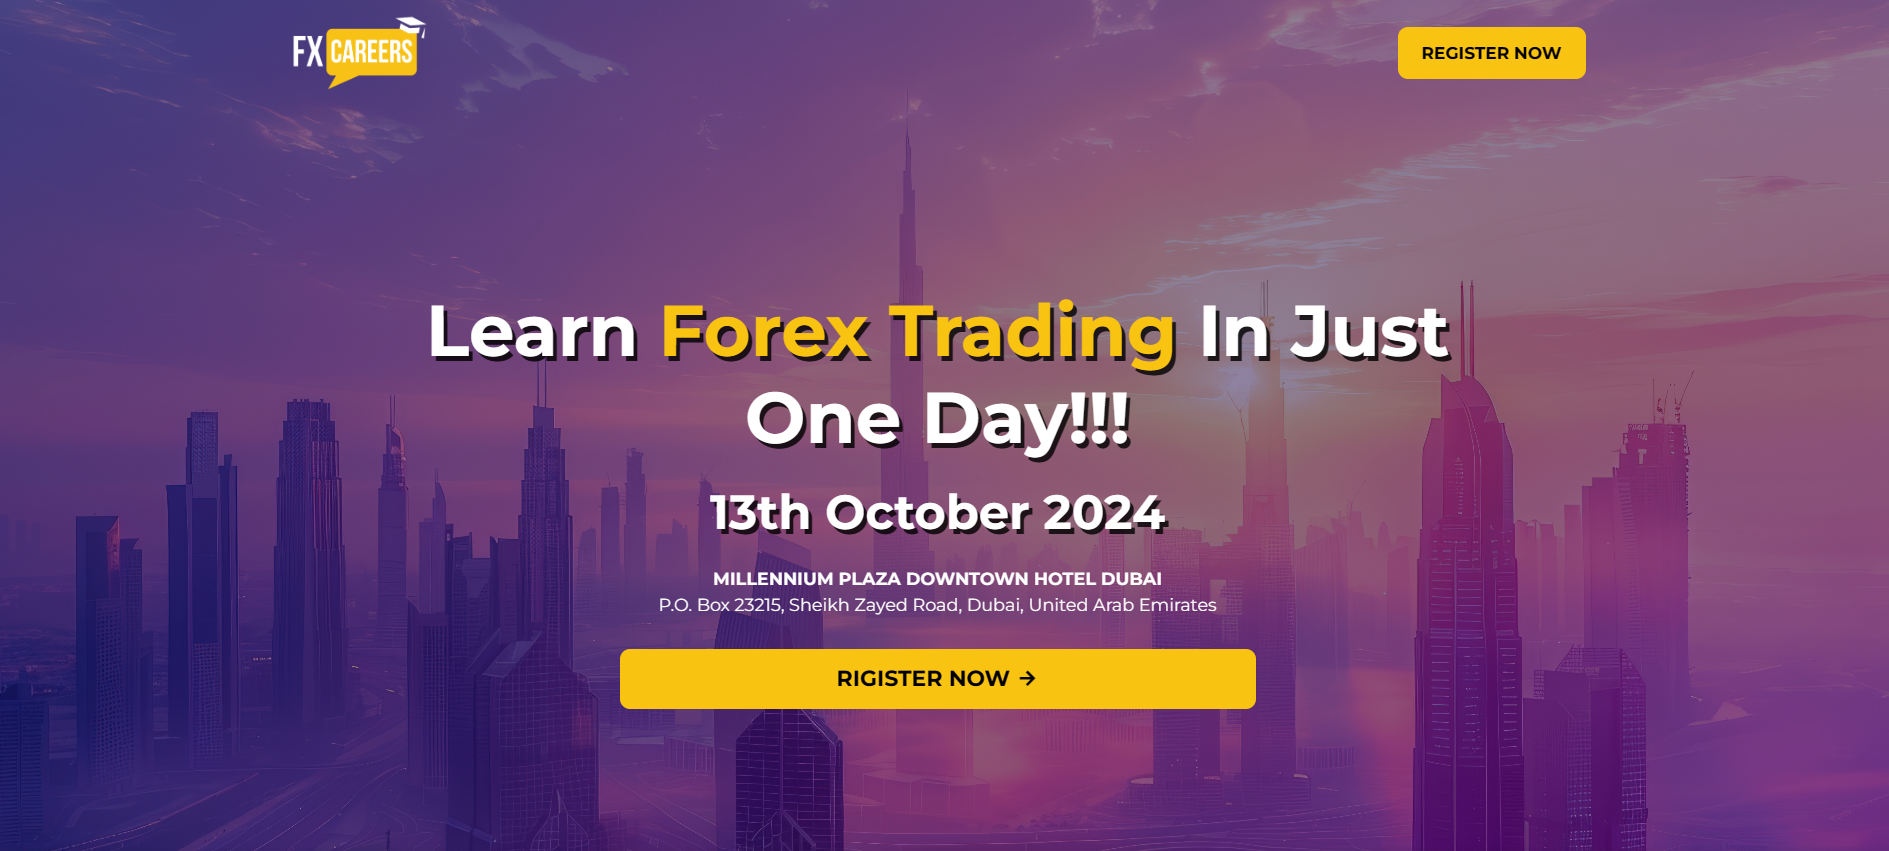 FX CAREERS
REGISTER NOW
Learn Forex Trading In Just
One Day!!!
13th October 2024
MILLENNIUM PLAZA DOWNTOWN HOTEL DUBAI
P.O. Box 23215, Sheikh Zayed Road, Dubai, United Arab Emirates
RIGISTER NOW →